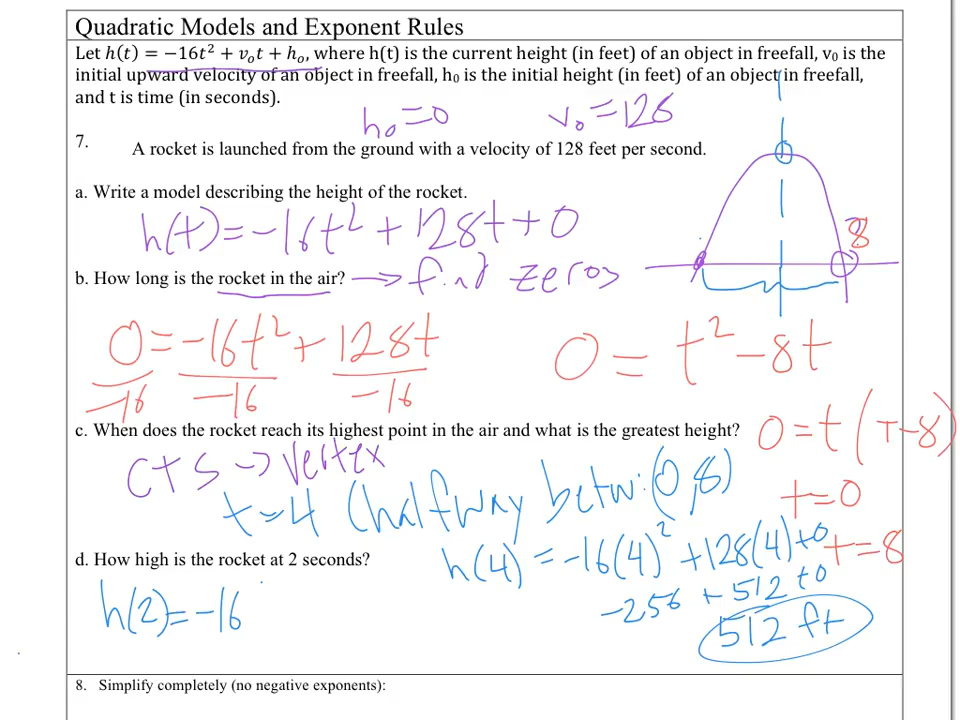 Quadratic Models and Exponent Rules
Let h(t) = −16t² + v₀t + h₀, where h(t) is the current height (in feet) of an object in freefall, v₀ is the
initial upward velocity of an object in freefall, h₀ is the initial height (in feet) of an object in freefall,
and t is time (in seconds).
h₀=0 v₀=128
7. A rocket is launched from the ground with a velocity of 128 feet per second.
a. Write a model describing the height of the rocket.
h(t)=-16t²+128t+0
8
b. How long is the rocket in the air? → find zeros
0=-16t²+128t
-16 -16 -16
0=t²-8t
c. When does the rocket reach its highest point in the air and what is the greatest height?
0=t(t-8)
t=0
t=8
CTS → vertex
t=4 (halfway betw: (0,8)
h(4)=-16(4)²+128(4)+0
-256+512+0
512 ft
d. How high is the rocket at 2 seconds?
h(2)=-16
8. Simplify completely (no negative exponents):